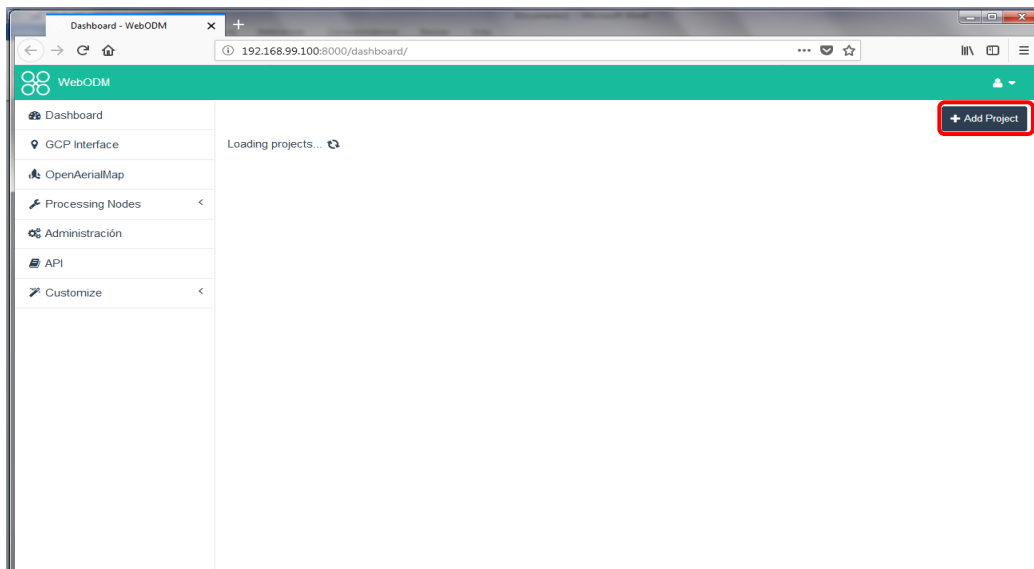 Dashboard - WebODM
192.168.99.100:8000/dashboard/
WebODM
Dashboard
+ Add Project
GCP Interface
Loading projects...
OpenAerialMap
Processing Nodes
Administración
API
Customize